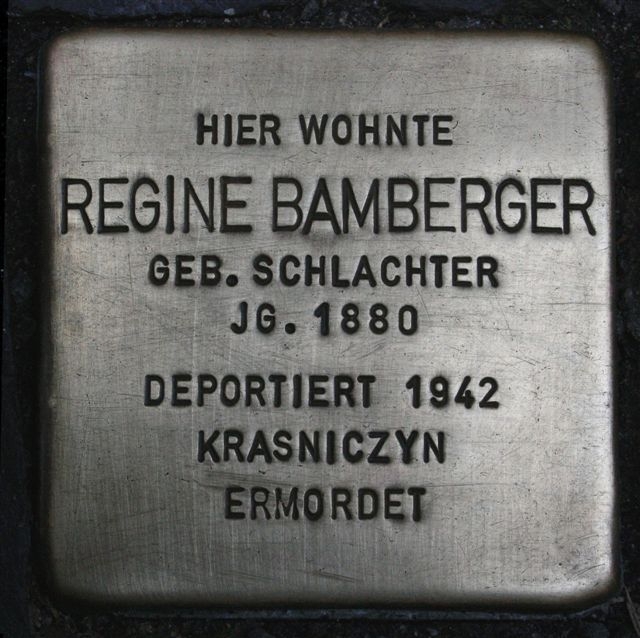 HIER WOHNTE
REGINE BAMBERGER
GEB. SCHLACHTER
JG. 1880
DEPORTIERT 1942
KRASNICZYN
ERMORDET